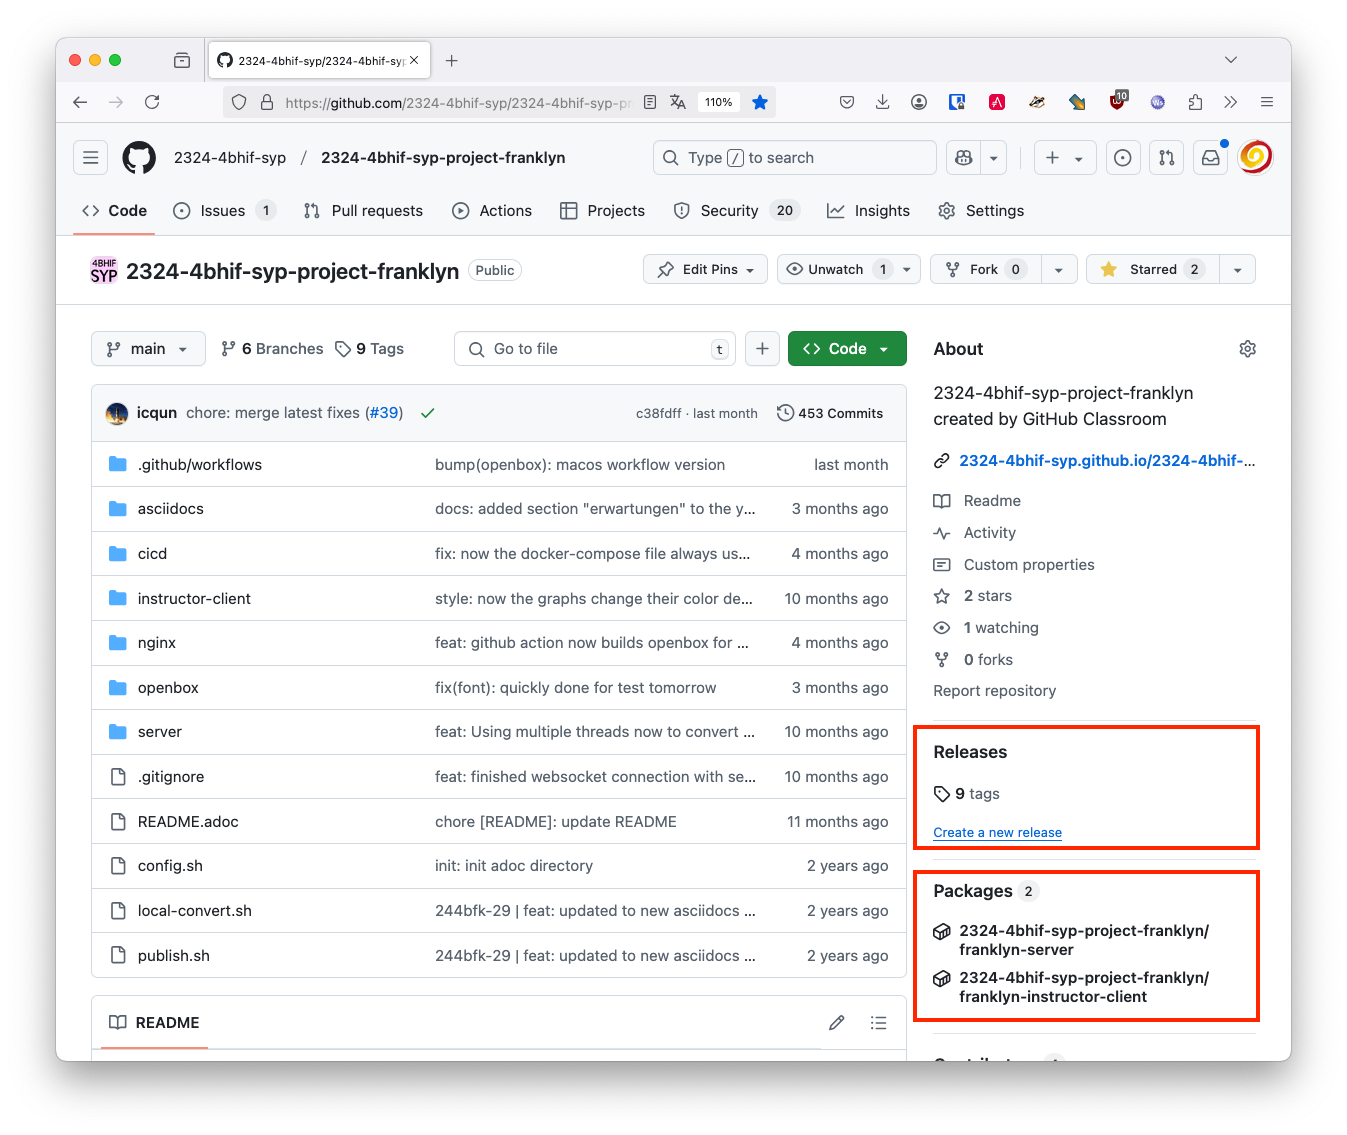 2324-4bhif-syp/2324-4bhif-syp
https://github.com/2324-4bhif-syp/2324-4bhif-syp-pr
110%
10
2324-4bhif-syp / 2324-4bhif-syp-project-franklyn
Type / to search
Code Issues 1 Pull requests Actions Projects Security 20 Insights Settings
4BHIF SYP
2324-4bhif-syp-project-franklyn Public
Edit Pins Unwatch 1 Fork 0 Starred 2
main 6 Branches 9 Tags Go to file t Code
icqun chore: merge latest fixes (#39) c38fdff · last month 453 Commits
.github/workflows bump(openbox): macos workflow version last month
asciidocs docs: added section "erwartungen" to the y... 3 months ago
cicd fix: now the docker-compose file always us... 4 months ago
instructor-client style: now the graphs change their color de... 10 months ago
nginx feat: github action now builds openbox for ... 4 months ago
openbox fix(font): quickly done for test tomorrow 3 months ago
server feat: Using multiple threads now to convert ... 10 months ago
.gitignore feat: finished websocket connection with se... 10 months ago
README.adoc chore [README]: update README 11 months ago
config.sh init: init adoc directory 2 years ago
local-convert.sh 244bfk-29 | feat: updated to new asciidocs ... 2 years ago
publish.sh 244bfk-29 | feat: updated to new asciidocs ... 2 years ago
README
About
2324-4bhif-syp-project-franklyn
created by GitHub Classroom
2324-4bhif-syp.github.io/2324-4bhif-...
Readme
Activity
Custom properties
2 stars
1 watching
0 forks
Report repository
Releases
9 tags
Create a new release
Packages 2
2324-4bhif-syp-project-franklyn/
franklyn-server
2324-4bhif-syp-project-franklyn/
franklyn-instructor-client